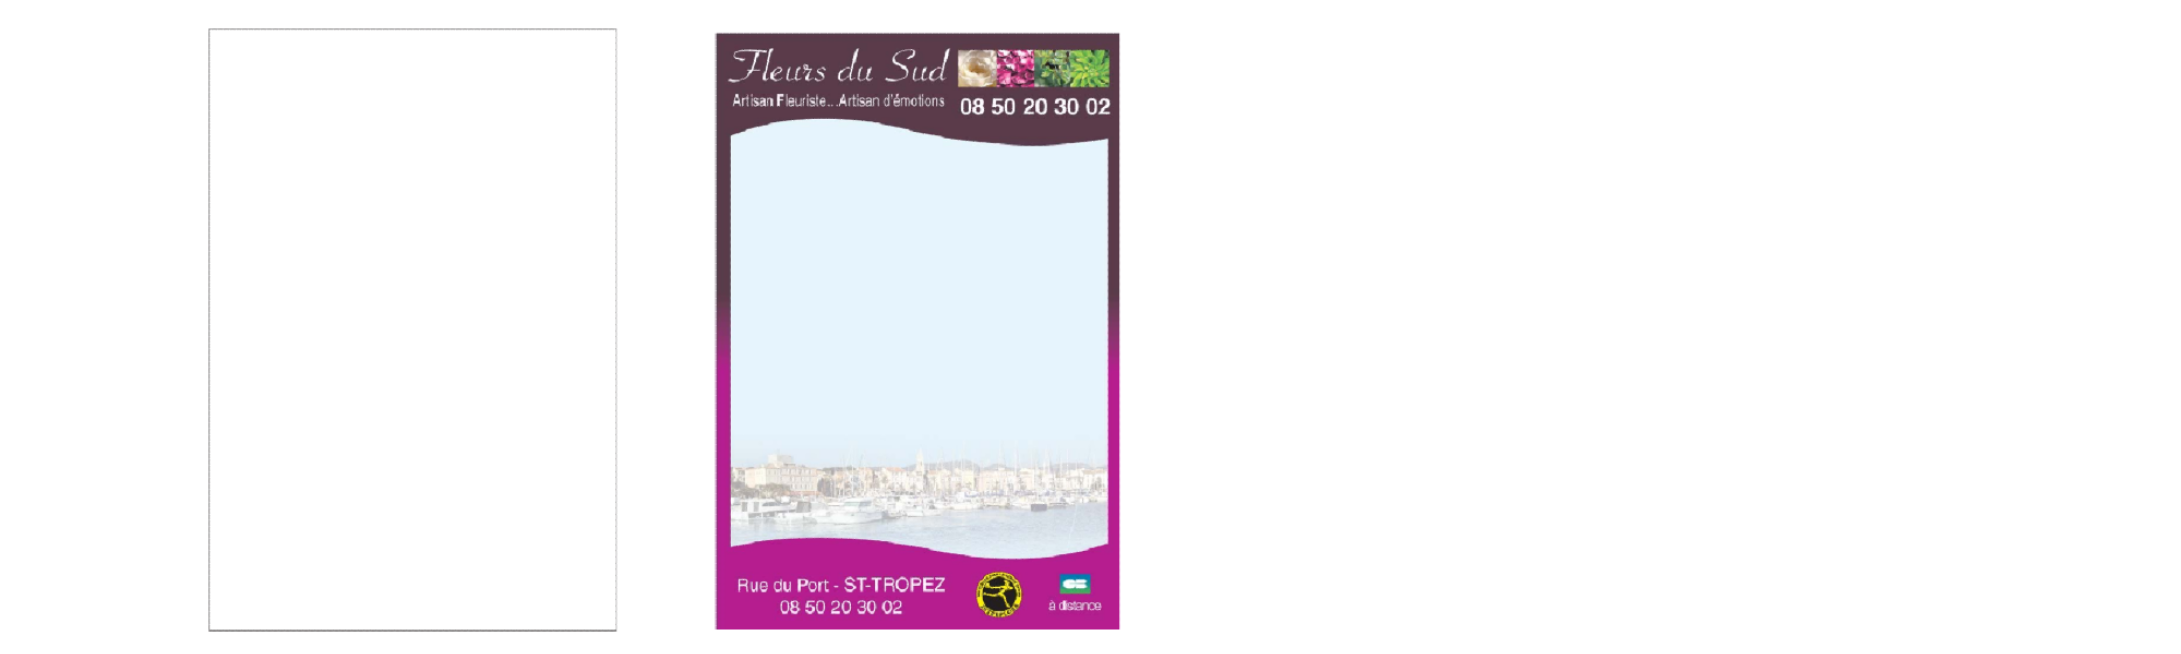 Fleurs du Sud
Artisan Fleuriste...Artisan d'émotions
08 50 20 30 02
Rue du Port - ST-TROPEZ
08 50 20 30 02
CB
à distance